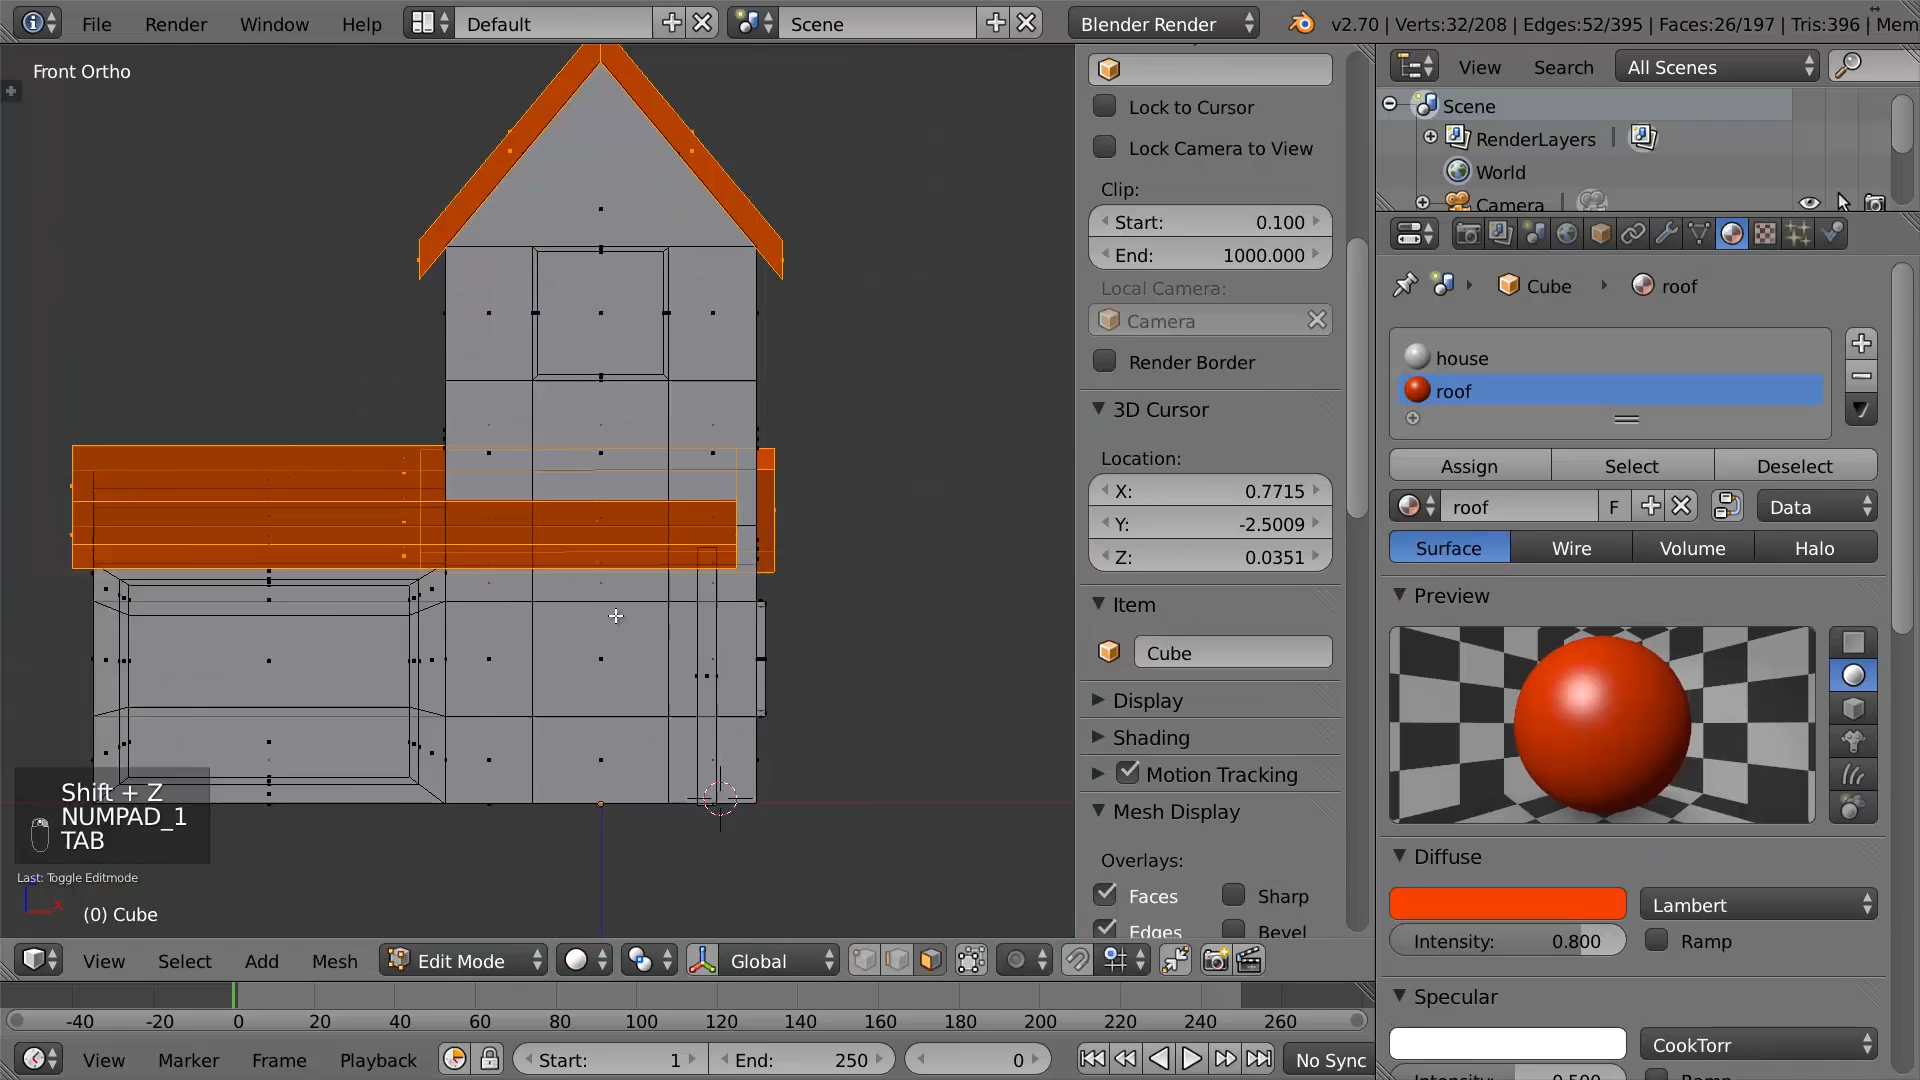 File Render Window Help Default Scene Blender Render v2.70 | Verts:32/208 | Edges:52/395 | Faces:26/197 | Tris:396 | Mem
Front Ortho
Lock to Cursor
Lock Camera to View
Clip:
Start: 0.100
End: 1000.000
Local Camera:
Camera
Render Border
3D Cursor
Location:
X: 0.7715
Y: -2.5009
Z: 0.0351
Item
Cube
Display
Shading
Motion Tracking
Mesh Display
Overlays:
Faces Sharp
Edges Bevel
View Search All Scenes
Scene
RenderLayers
World
Camera
Cube roof
house
roof
Assign Select Deselect
roof F Data
Surface Wire Volume Halo
Preview
Diffuse
Lambert
Intensity: 0.800 Ramp
Specular
CookTorr
Intensity: 0.500 Ramp
Shift + Z
NUMPAD_1
TAB
Last: Toggle Editmode
x
(0) Cube
View Select Add Mesh Edit Mode Global
-40 -20 0 20 40 60 80 100 120 140 160 180 200 220 240 260
View Marker Frame Playback Start: 1 End: 250 0 No Sync